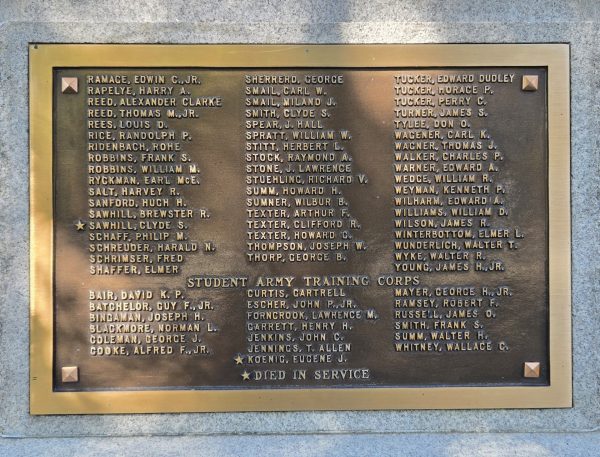 RAMAGE, EDWIN C., JR.
RAPELYE, HARRY A.
REED, ALEXANDER CLARKE
REED, THOMAS M., JR.
REES, LOUIS D.
RICE, RANDOLPH P.
RIDENBACH, ROHE
ROBBINS, FRANK S.
ROBBINS, WILLIAM M.
RYCKMAN, EARL McE.
SALT, HARVEY R.
SANFORD, HUGH H.
SAWHILL, BREWSTER R.
★ SAWHILL, CLYDE S.
SCHAFF, PHILIP M.
SCHREUDER, HARALD N.
SCHRIMSER, FRED
SHAFFER, ELMER
SHERRERD, GEORGE
SMAIL, CARL W.
SMAIL, MILAND J.
SMITH, CLYDE S.
SPEAR, J. HALL
SPRATT, WILLIAM W.
STITT, HERBERT L.
STOCK, RAYMOND A.
STONE, J. LAWRENCE
STUEHLING, RICHARD V.
SUMM, HOWARD H.
SUMNER, WILBUR B.
TEXTER, ARTHUR F.
TEXTER, CLIFFORD R.
TEXTER, HOWARD C.
THOMPSON, JOSEPH W.
THORP, GEORGE B.
TUCKER, EDWARD DUDLEY
TUCKER, HORACE P.
TUCKER, PERRY C.
TURNER, JAMES S.
TYLEE, DON O.
WAGENER, CARL K.
WAGNER, THOMAS J.
WALKER, CHARLES P.
WARNER, EDWARD A.
WEDGE, WILLIAM R.
WEYMAN, KENNETH P.
WILHARM, EDWARD A.
WILLIAMS, WILLIAM D.
WILSON, JAMES R.
WINTERBOTTOM, ELMER L.
WUNDERLICH, WALTER T.
WYKE, WALTER R.
YOUNG, JAMES H., JR.
STUDENT ARMY TRAINING CORPS
BAIR, DAVID K. P.
BATCHELOR, GUY F., JR.
BINGAMAN, JOSEPH H.
BLACKMORE, NORMAN L.
COLEMAN, GEORGE J.
COOKE, ALFRED F., JR.
CURTIS, CARTRELL
ESCHER, JOHN P., JR.
FORNCROOK, LAWRENCE M.
GARRETT, HENRY H.
JENKINS, JOHN C.
JENNINGS, T. ALLEN
★ KOENIG, EUGENE J.
MAYER, GEORGE H., JR.
RAMSEY, ROBERT F.
RUSSELL, JAMES O.
SMITH, FRANK S.
SUMM, WALTER H.
WHITNEY, WALLACE C.
★ DIED IN SERVICE